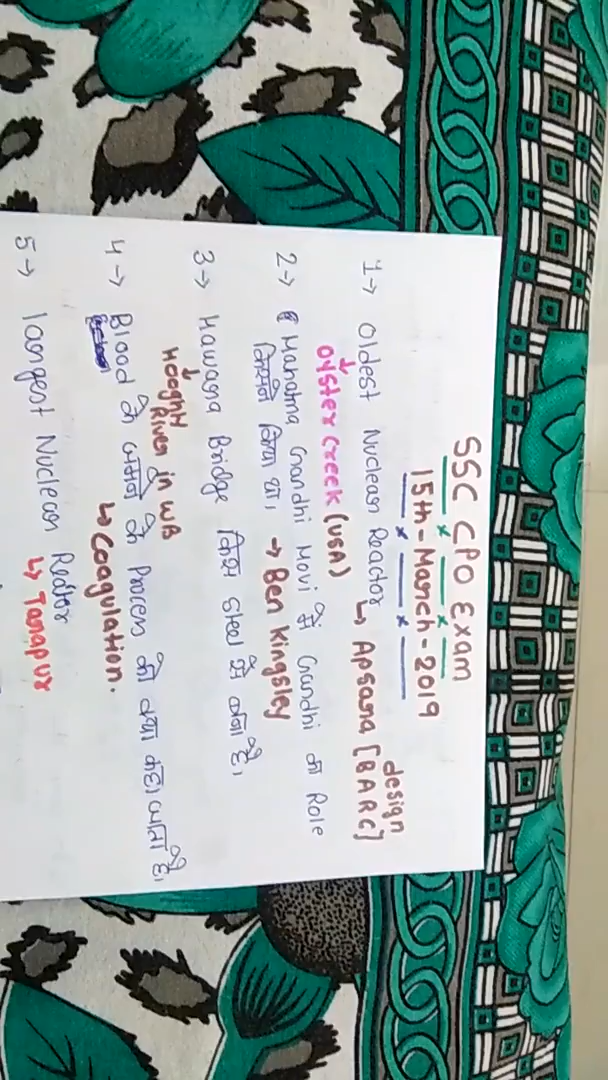 SSC CPO Exam
15th-March-2019
1→ Oldest Nuclear Reactor ↳ Apsara [BARC] design
Oyster Creek (USA)
2→ Mahatma Gandhi Movi में Gandhi का Role
किसने किया था। → Ben Kingsley
3→ Hawara Bridge किस steel से बना है।
Hooghly River in WB
4→ Blood के जमने के Process को क्या कहा जाता है।
↳ Coagulation.
5→ largest Nuclear Reactor
↳ Tarapur